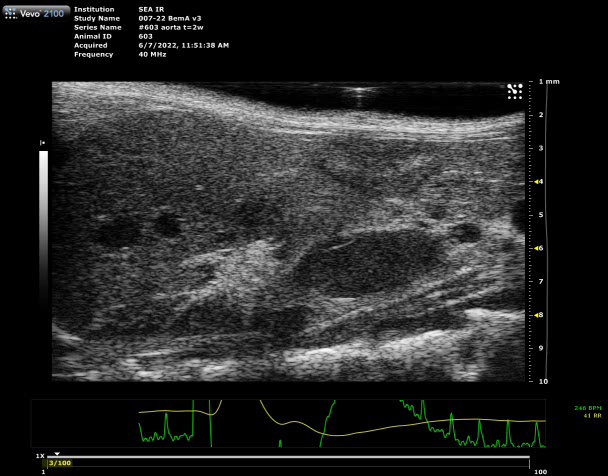 Vevo 2100
Institution SEA IR
Study Name 007-22 BemA v3
Series Name #603 aorta t=2w
Animal ID 603
Acquired 6/7/2022, 11:51:38 AM
Frequency 40 MHz
1 mm
2
3
4
5
6
7
8
9
10
246 BPM
41 RR
1X
3/100
1
100